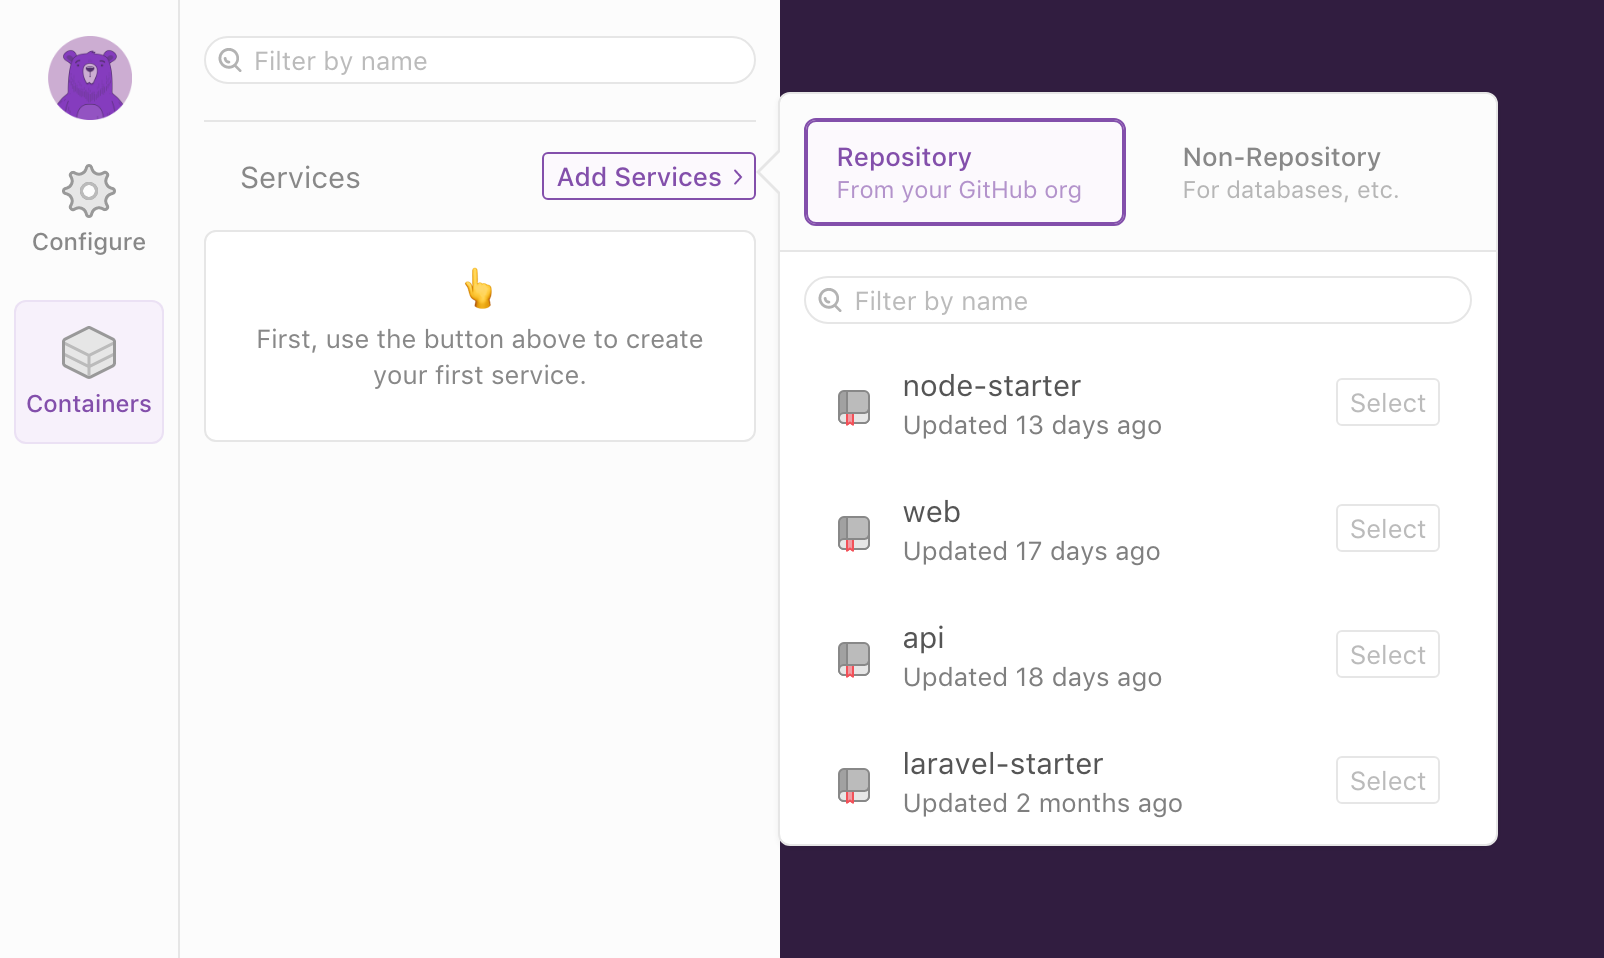 Configure
Containers
Filter by name
Services
Add Services
First, use the button above to create
your first service.
Repository
From your GitHub org
Non-Repository
For databases, etc.
Filter by name
node-starter
Updated 13 days ago
Select
web
Updated 17 days ago
Select
api
Updated 18 days ago
Select
laravel-starter
Updated 2 months ago
Select